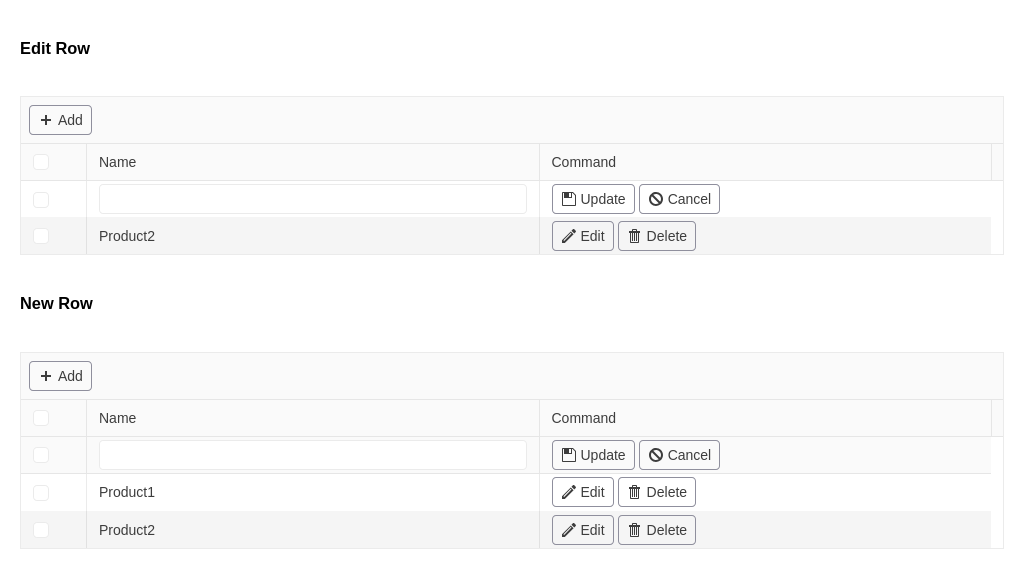 Edit Row
Add
Name Command
Update Cancel
Product2 Edit Delete
New Row
Add
Name Command
Update Cancel
Product1 Edit Delete
Product2 Edit Delete